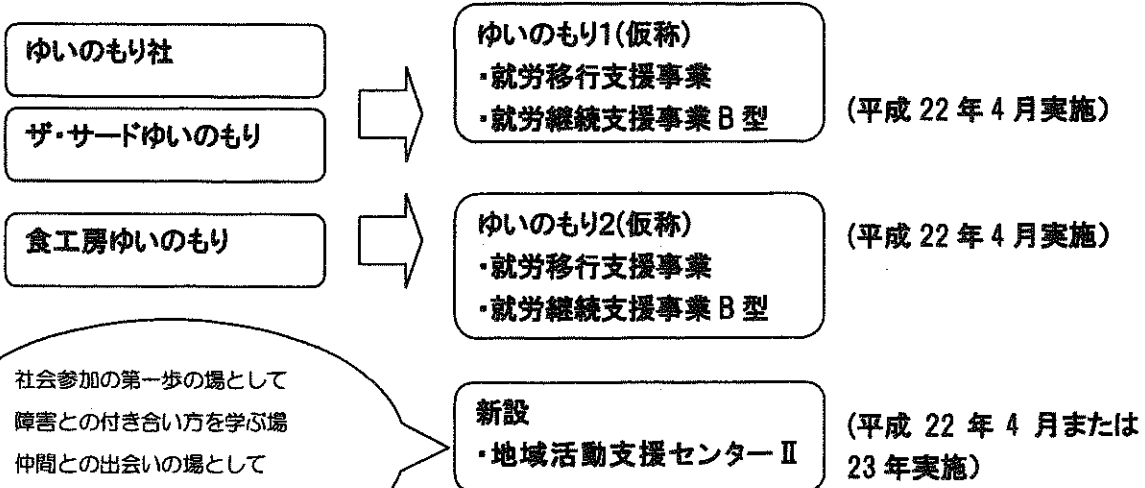 ゆいのもり社
ザ・サードゆいのもり
ゆいのもり1(仮称)
・就労移行支援事業
・就労継続支援事業B型
(平成22年4月実施)
食工房ゆいのもり
ゆいのもり2(仮称)
・就労移行支援事業
・就労継続支援事業B型
(平成22年4月実施)
社会参加の第一歩の場として
障害との付き合い方を学ぶ場
仲間との出会いの場として
新設
・地域活動支援センターⅡ
(平成 22 年 4 月または
23年実施)